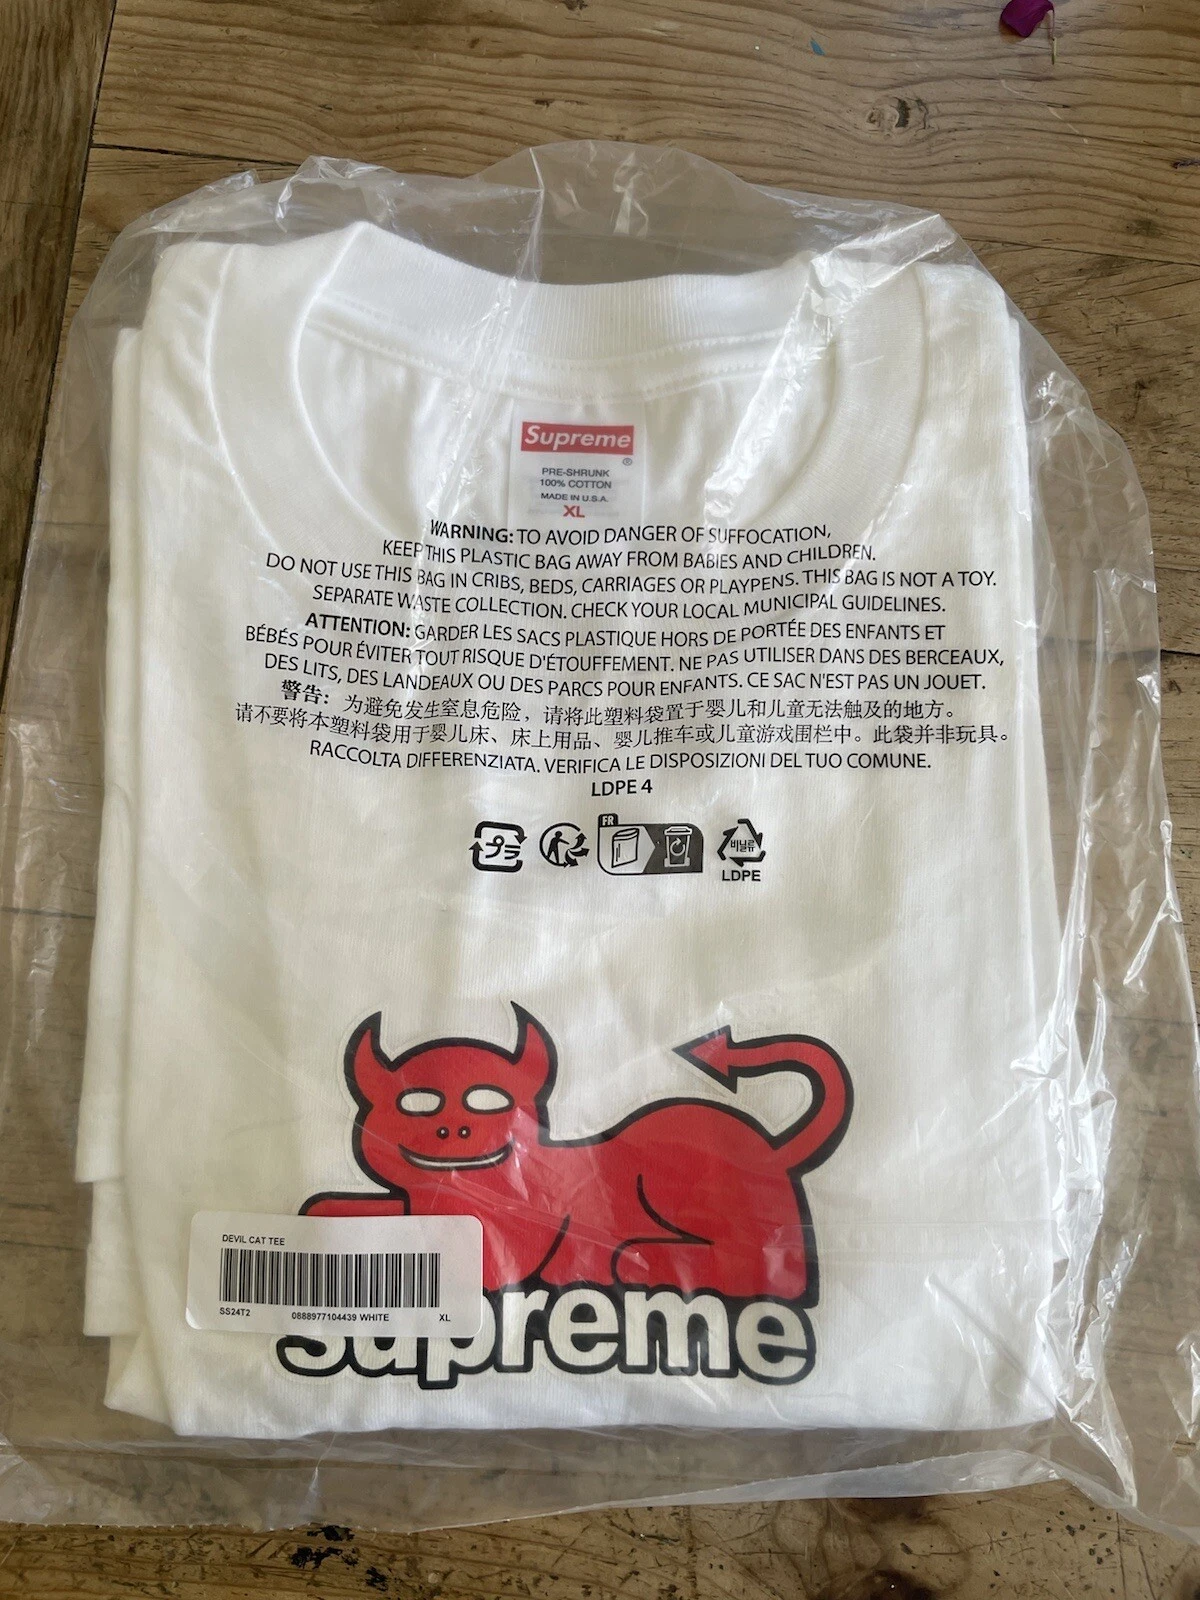 Supreme
®
PRE-SHRUNK
100% COTTON
MADE IN U.S.A.
XL
WARNING: TO AVOID DANGER OF SUFFOCATION,
KEEP THIS PLASTIC BAG AWAY FROM BABIES AND CHILDREN.
DO NOT USE THIS BAG IN CRIBS, BEDS, CARRIAGES OR PLAYPENS. THIS BAG IS NOT A TOY.
SEPARATE WASTE COLLECTION. CHECK YOUR LOCAL MUNICIPAL GUIDELINES.
ATTENTION: GARDER LES SACS PLASTIQUE HORS DE PORTÉE DES ENFANTS ET
BÉBÉS POUR ÉVITER TOUT RISQUE D'ÉTOUFFEMENT. NE PAS UTILISER DANS DES BERCEAUX,
DES LITS, DES LANDEAUX OU DES PARCS POUR ENFANTS. CE SAC N'EST PAS UN JOUET.
警告：为避免发生窒息危险，请将此塑料袋置于婴儿和儿童无法触及的地方。
请不要将本塑料袋用于婴儿床、床上用品、婴儿推车或儿童游戏围栏中。此袋并非玩具。
RACCOLTA DIFFERENZIATA. VERIFICA LE DISPOSIZIONI DEL TUO COMUNE.
LDPE 4
プラ
FR
비닐류
LDPE
DEVIL CAT TEE
SS24T2 0888977104439 WHITE XL
supreme